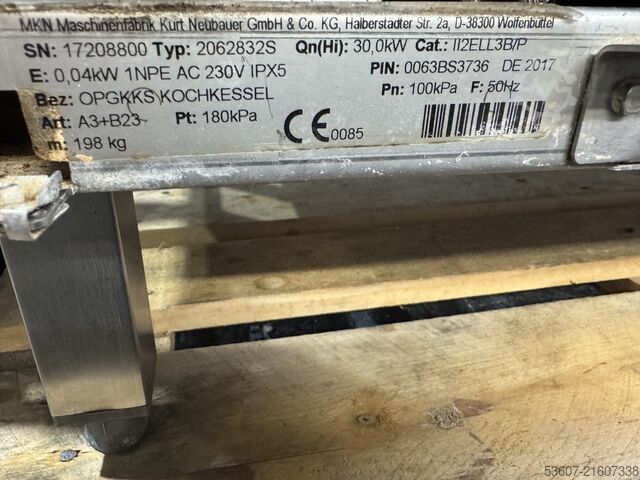 MKN Maschinenfabrik Kurt Neubauer GmbH & Co. KG, Halberstadter Str. 2a, D-38300 Wolfenbüttel
SN: 17208800 Typ: 2062832S Qn(Hi): 30,0kW Cat.: II2ELL3B/P
E: 0,04kW 1NPE AC 230V IPX5 PIN: 0063BS3736 DE 2017
Bez: OPGKKS KOCHKESSEL Pn: 100kPa F: 50Hz
Art: A3+B23 Pt: 180kPa CE 0085
m: 198 kg
53607-21607338